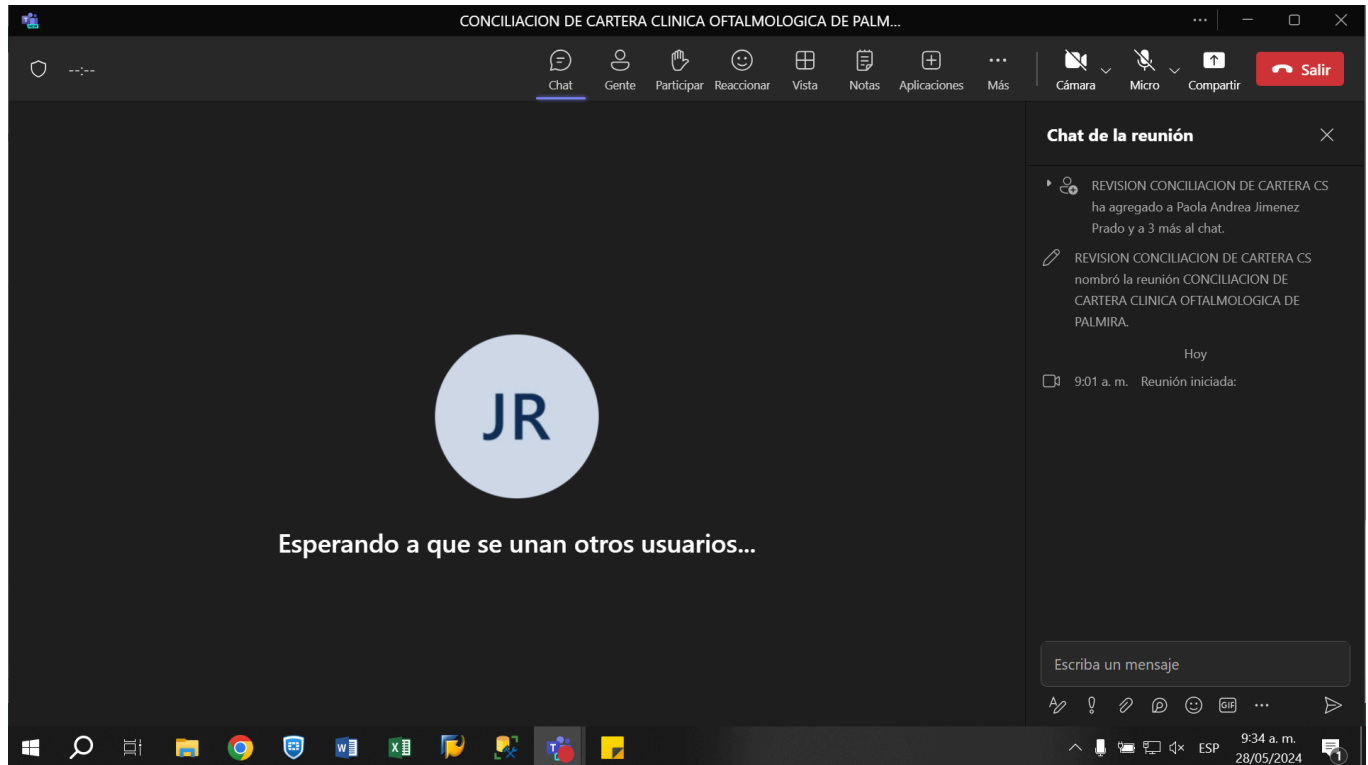 CONCILIACION DE CARTERA CLINICA OFTALMOLOGICA DE PALM...
--:--
Chat
Gente
Participar
Reaccionar
Vista
Notas
Aplicaciones
Más
Cámara
Micro
Compartir
Salir
Chat de la reunión
REVISION CONCILIACION DE CARTERA CS
ha agregado a Paola Andrea Jimenez
Prado y a 3 más al chat.
REVISION CONCILIACION DE CARTERA CS
nombró la reunión CONCILIACION DE
CARTERA CLINICA OFTALMOLOGICA DE
PALMIRA.
Hoy
9:01 a. m. Reunión iniciada:
JR
Esperando a que se unan otros usuarios...
Escriba un mensaje
GIF
ESP
9:34 a. m.
28/05/2024
1